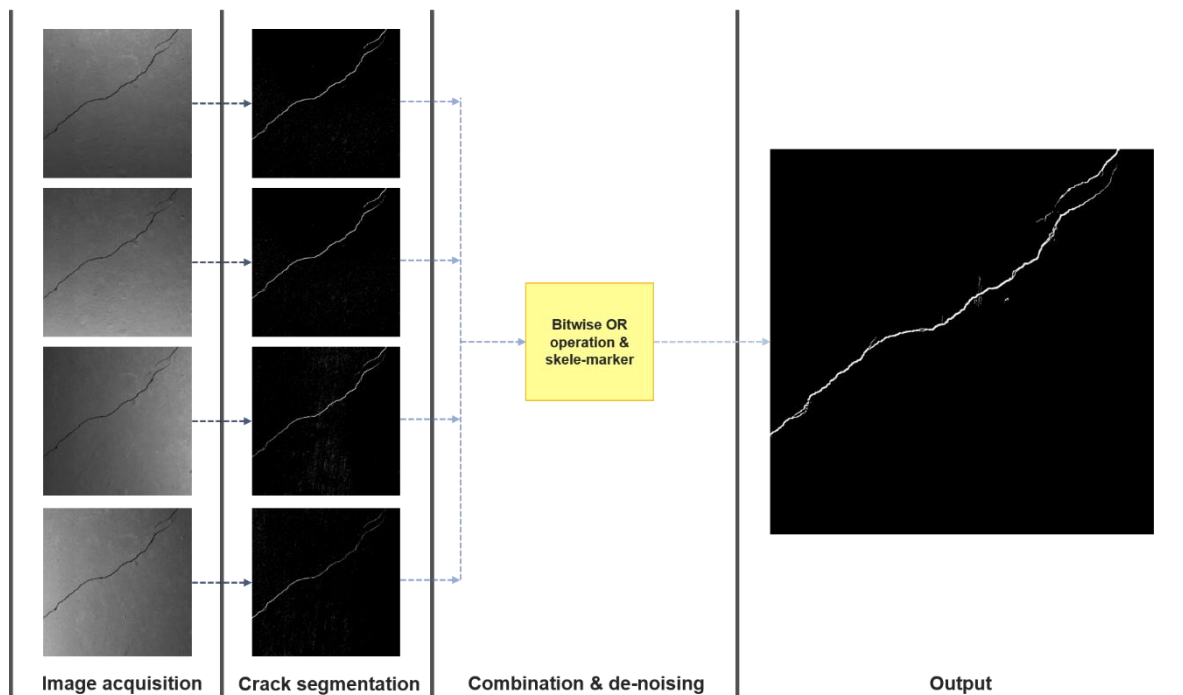 Bitwise OR
operation &
skele-marker
Image acquisition
Crack segmentation
Combination & de-noising
Output